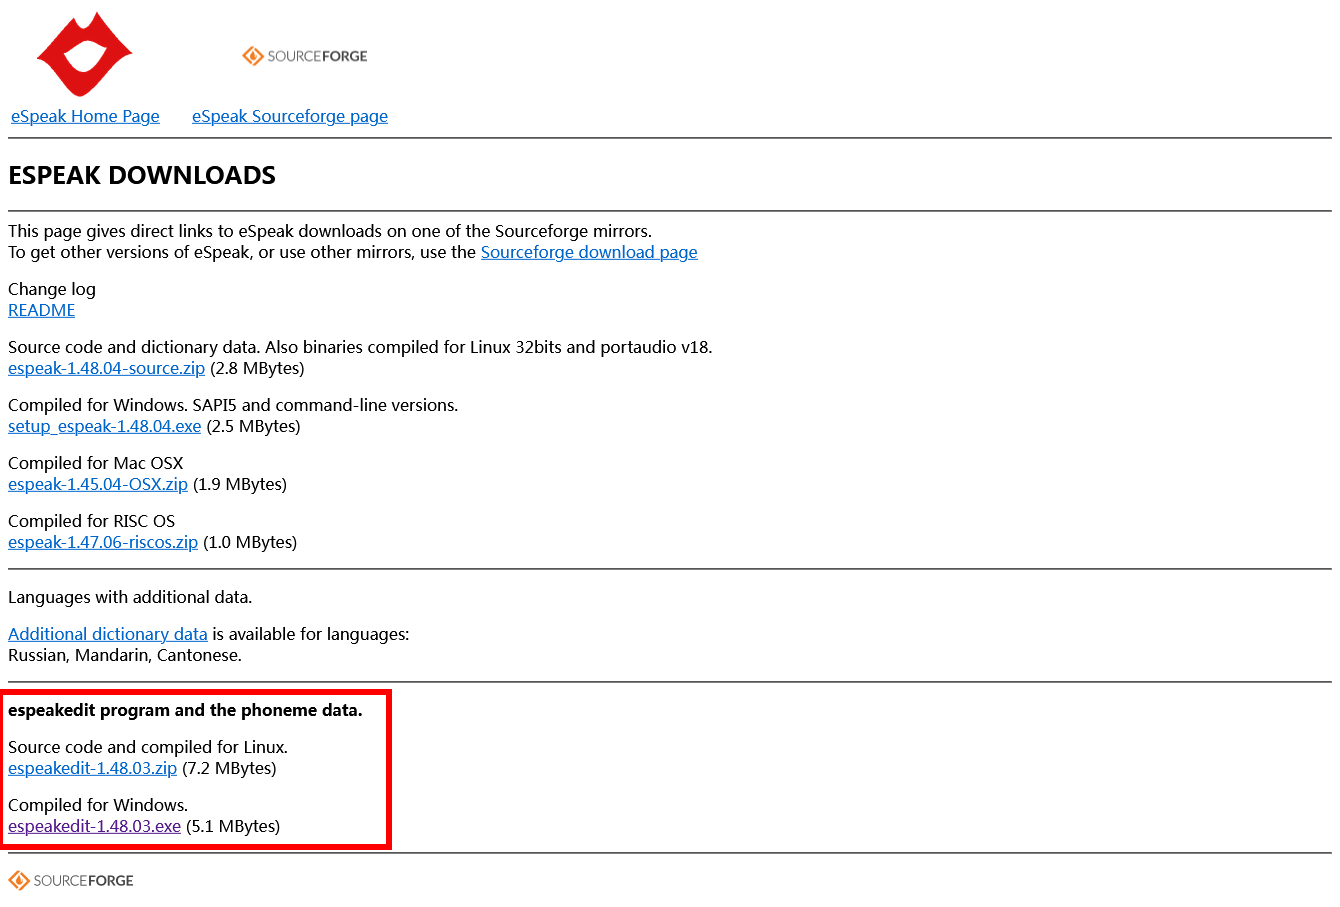 SOURCEFORGE
eSpeak Home Page eSpeak Sourceforge page
ESPEAK DOWNLOADS
This page gives direct links to eSpeak downloads on one of the Sourceforge mirrors.
To get other versions of eSpeak, or use other mirrors, use the Sourceforge download page
Change log
README
Source code and dictionary data. Also binaries compiled for Linux 32bits and portaudio v18.
espeak-1.48.04-source.zip (2.8 MBytes)
Compiled for Windows. SAPI5 and command-line versions.
setup_espeak-1.48.04.exe (2.5 MBytes)
Compiled for Mac OSX
espeak-1.45.04-OSX.zip (1.9 MBytes)
Compiled for RISC OS
espeak-1.47.06-riscos.zip (1.0 MBytes)
Languages with additional data.
Additional dictionary data is available for languages:
Russian, Mandarin, Cantonese.
espeakedit program and the phoneme data.
Source code and compiled for Linux.
espeakedit-1.48.03.zip (7.2 MBytes)
Compiled for Windows.
espeakedit-1.48.03.exe (5.1 MBytes)
SOURCEFORGE